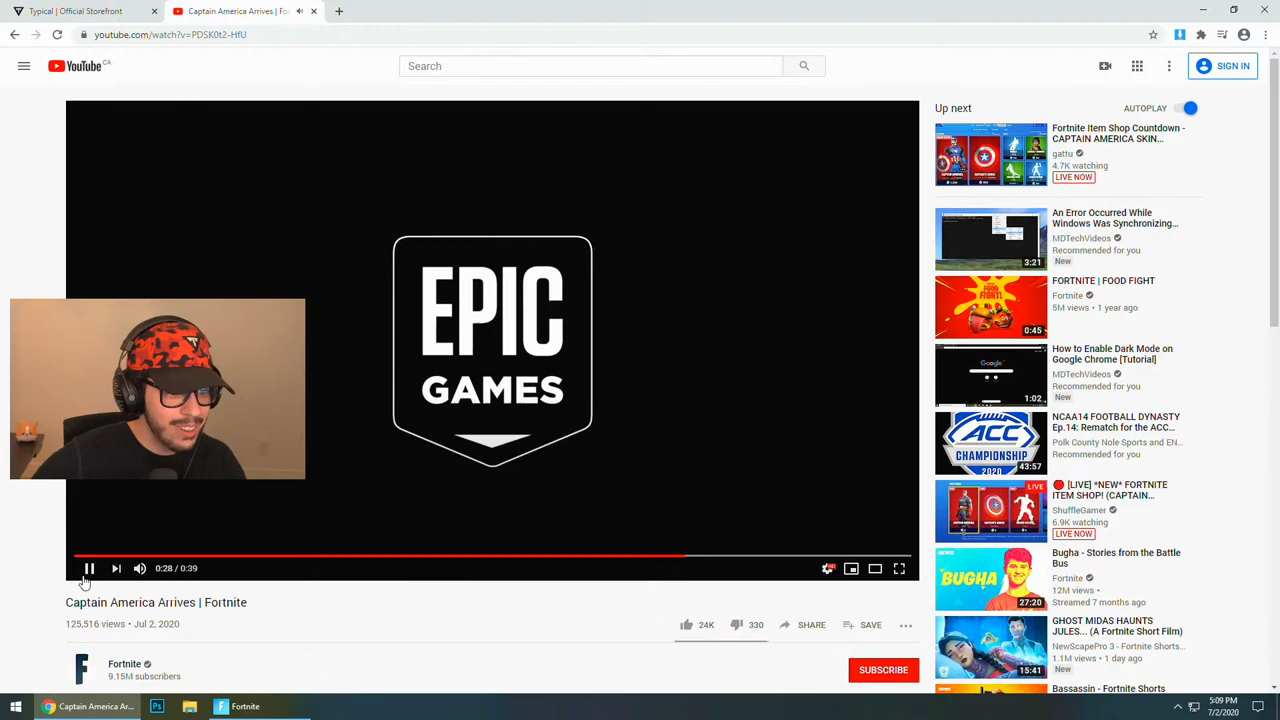 Typical | Official Storefront
Captain America Arrives | Fo
youtube.com/watch?v=PDSK0t2-HfU
YouTube CA
Search
SIGN IN
EPIC
GAMES
0:28 / 0:39
Captain America Arrives | Fortnite
125,516 views • Jul 2, 2020
24K
330
SHARE
SAVE
Fortnite
9.15M subscribers
SUBSCRIBE
Up next
AUTOPLAY
Fortnite Item Shop Countdown -
CAPTAIN AMERICA SKIN...
gattu
4.7K watching
LIVE NOW
3:21
An Error Occurred While
Windows Was Synchronizing...
MDTechVideos
Recommended for you
New
FOOD
FIGHT!
0:45
FORTNITE | FOOD FIGHT
Fortnite
5M views • 1 year ago
Google
1:02
How to Enable Dark Mode on
Google Chrome [Tutorial]
MDTechVideos
Recommended for you
New
ACC
CHAMPIONSHIP
2020
43:57
NCAA14 FOOTBALL DYNASTY
Ep.14: Rematch for the ACC...
Polk County Nole Sports and EN...
Recommended for you
LIVE
[LIVE] *NEW* FORTNITE
ITEM SHOP! (CAPTAIN...
ShuffleGamer
6.9K watching
LIVE NOW
BUGHA
27:20
Bugha - Stories from the Battle
Bus
Fortnite
12M views •
Streamed 7 months ago
15:41
GHOST MIDAS HAUNTS
JULES... (A Fortnite Short Film)
NewScapePro 3 - Fortnite Shorts...
1.1M views • 1 day ago
New
Bassassin - Fortnite Shorts
Captain America Ar...
Ps
Fortnite
5:09 PM
7/2/2020